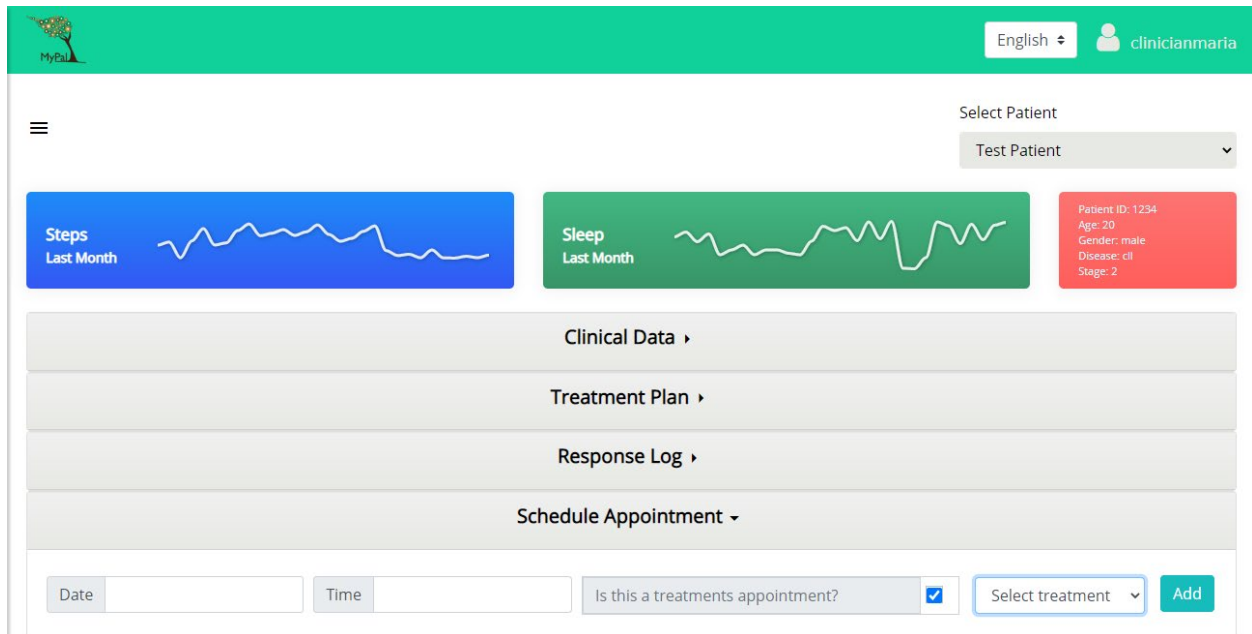 MyPal
English
clinicianmaria
Select Patient
Test Patient
Steps
Last Month
Sleep
Last Month
Patient ID: 1234
Age: 20
Gender: male
Disease: cll
Stage: 2
Clinical Data
Treatment Plan
Response Log
Schedule Appointment
Date
Time
Is this a treatments appointment?
Select treatment
Add